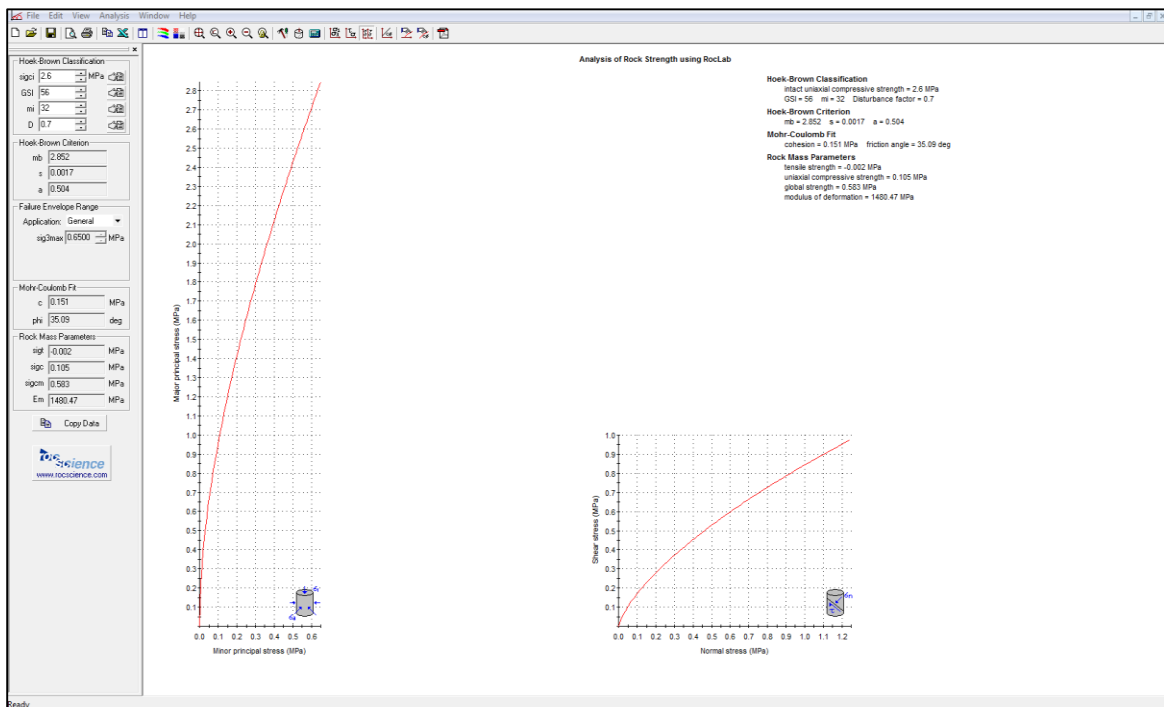 File Edit View Analysis Window Help
Hoek-Brown Classification
sigci 2.6 MPa
GSI 56
mi 32
D 0.7
Hoek-Brown Criterion
mb 2.852
s 0.0017
a 0.504
Failure Envelope Range
Application: General
sig3max 0.6500 MPa
Mohr-Coulomb Fit
c 0.151 MPa
phi 35.09 deg
Rock Mass Parameters
sigt -0.002 MPa
sigc 0.105 MPa
sigcm 0.583 MPa
Em 1480.47 MPa
Copy Data
rocscience
www.rocscience.com
Analysis of Rock Strength using RocLab
Hoek-Brown Classification
intact uniaxial compressive strength = 2.6 MPa
GSI = 56 mi = 32 Disturbance factor = 0.7
Hoek-Brown Criterion
mb = 2.852 s = 0.0017 a = 0.504
Mohr-Coulomb Fit
cohesion = 0.151 MPa friction angle = 35.09 deg
Rock Mass Parameters
tensile strength = -0.002 MPa
uniaxial compressive strength = 0.105 MPa
global strength = 0.583 MPa
modulus of deformation = 1480.47 MPa
Major principal stress (MPa)
2.8
2.7
2.6
2.5
2.4
2.3
2.2
2.1
2.0
1.9
1.8
1.7
1.6
1.5
1.4
1.3
1.2
1.1
1.0
0.9
0.8
0.7
0.6
0.5
0.4
0.3
0.2
0.1
0.0 0.1 0.2 0.3 0.4 0.5 0.6
Minor principal stress (MPa)
Shear stress (MPa)
1.0
0.9
0.8
0.7
0.6
0.5
0.4
0.3
0.2
0.1
0.0 0.1 0.2 0.3 0.4 0.5 0.6 0.7 0.8 0.9 1.0 1.1 1.2
Normal stress (MPa)
Ready